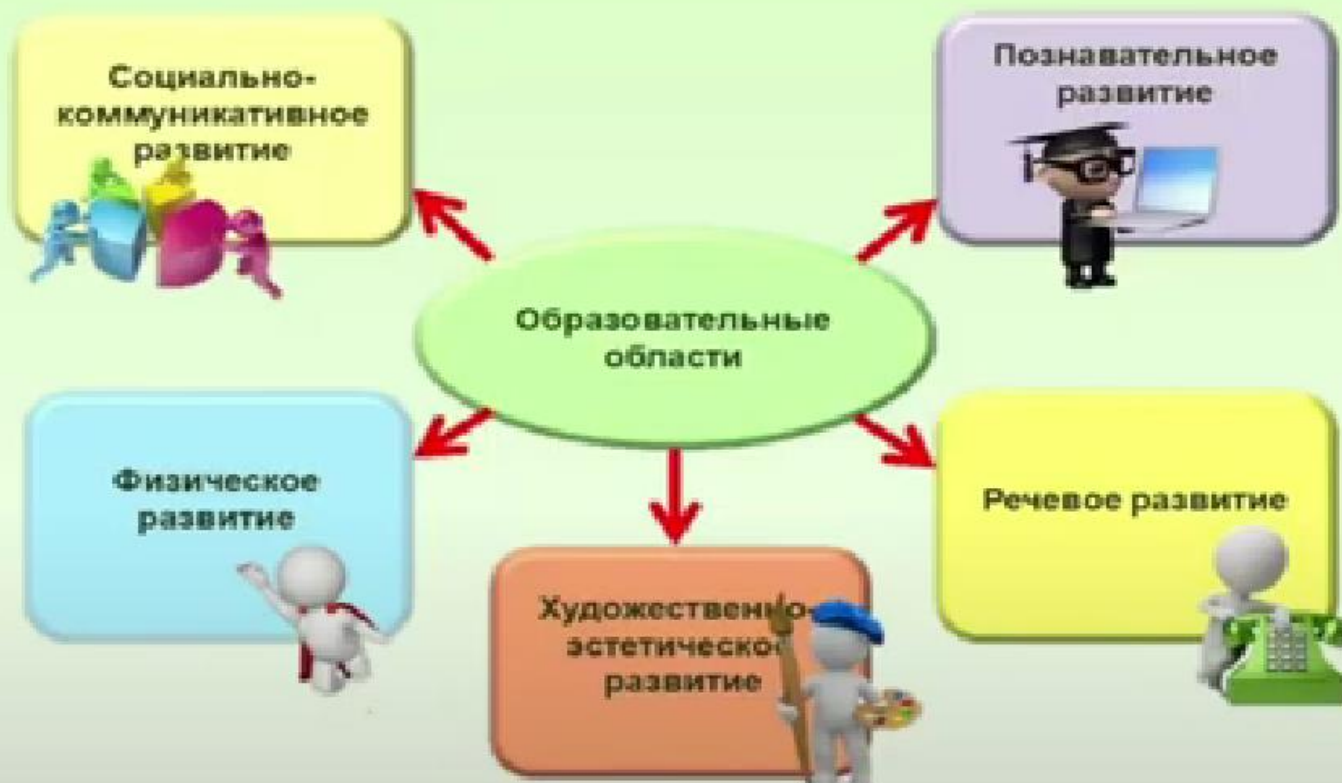 Социально-
коммуникативное
развитие
Познавательное
развитие
Образовательные
области
Физическое
развитие
Речевое развитие
Художественно-
эстетическое
развитие